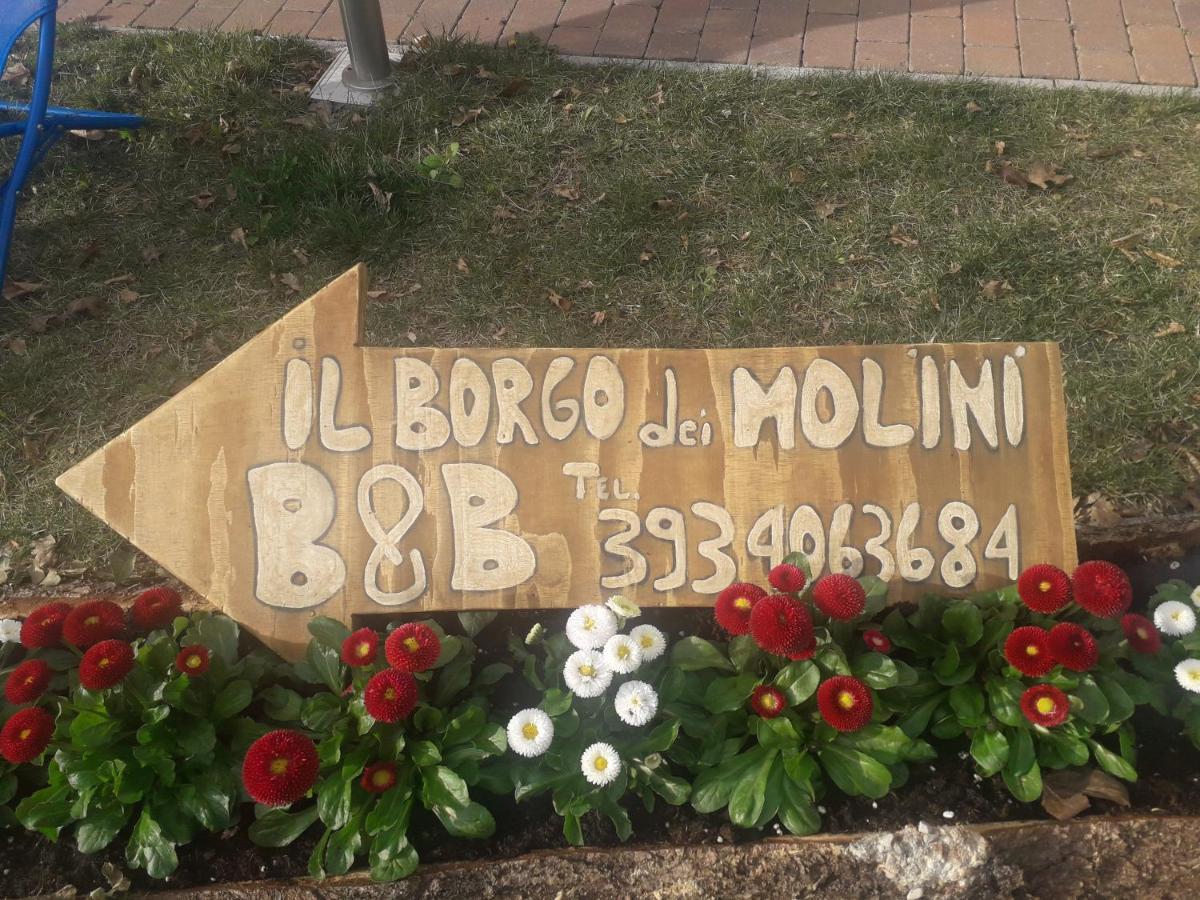 iL BORGO dei MOLiNi
B&B TEL. 393 4063684